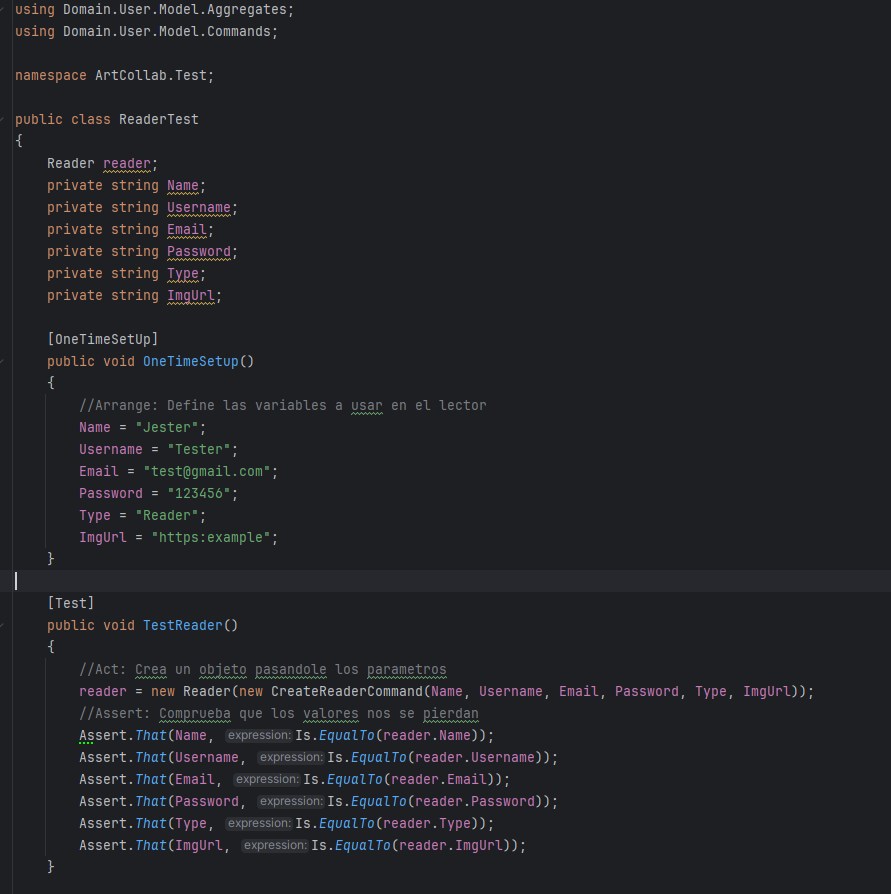 using Domain.User.Model.Aggregates;
using Domain.User.Model.Commands;

namespace ArtCollab.Test;

public class ReaderTest
{
    Reader reader;
    private string Name;
    private string Username;
    private string Email;
    private string Password;
    private string Type;
    private string ImgUrl;

    [OneTimeSetUp]
    public void OneTimeSetup()
    {
        //Arrange: Define las variables a usar en el lector
        Name = "Jester";
        Username = "Tester";
        Email = "test@gmail.com";
        Password = "123456";
        Type = "Reader";
        ImgUrl = "https:example";
    }

    [Test]
    public void TestReader()
    {
        //Act: Crea un objeto pasandole los parametros
        reader = new Reader(new CreateReaderCommand(Name, Username, Email, Password, Type, ImgUrl));
        //Assert: Comprueba que los valores nos se pierdan
        Assert.That(Name, expression: Is.EqualTo(reader.Name));
        Assert.That(Username, expression: Is.EqualTo(reader.Username));
        Assert.That(Email, expression: Is.EqualTo(reader.Email));
        Assert.That(Password, expression: Is.EqualTo(reader.Password));
        Assert.That(Type, expression: Is.EqualTo(reader.Type));
        Assert.That(ImgUrl, expression: Is.EqualTo(reader.ImgUrl));
    }